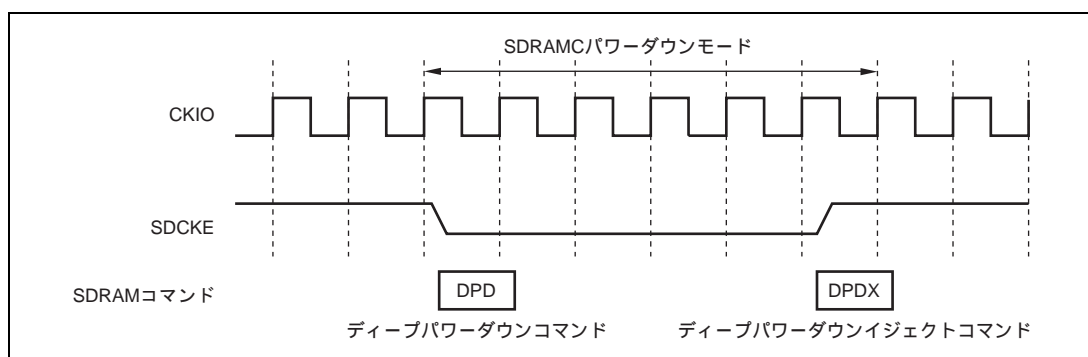 SDRAMCパワーダウンモード
CKIO
SDCKE
SDRAMコマンド
DPD
DPDX
ディープパワーダウンコマンド
ディープパワーダウンイジェクトコマンド